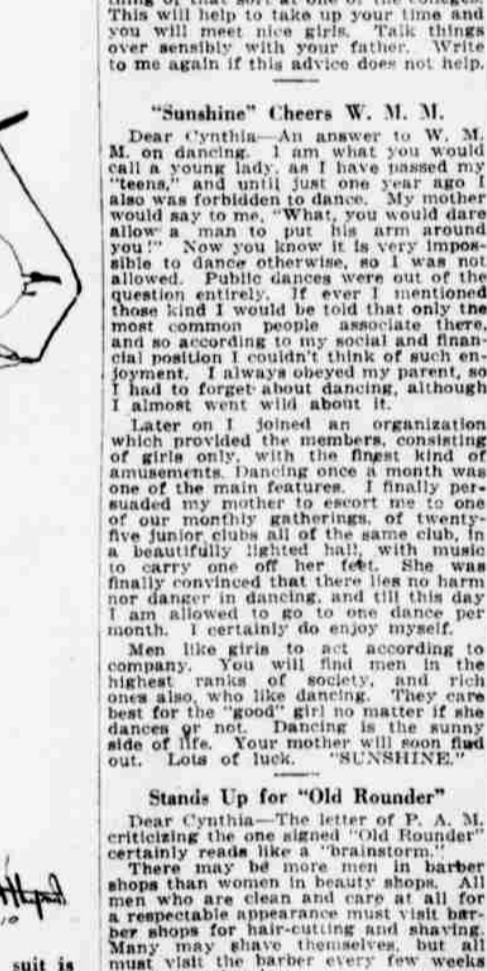 thing of that sort at one of the colleges.
This will help to take up your time and
you will meet nice girls. Talk things
over sensibly with your father. Write
to me again if this advice does not help.
"Sunshine" Cheers W. M. M.
Dear Cynthia—An answer to W. M.
M. on dancing. I am what you would
call a young lady, as I have passed my
"teens," and until just one year ago I
also was forbidden to dance. My mother
would say to me, "What, you would dare
allow a man to put his arm around
you!" Now you know it is very impos-
sible to dance otherwise, so I was not
allowed. Public dances were out of the
question entirely. If ever I mentioned
those kind I would be told that only the
most common people associate there,
and so according to my social and finan-
cial position I couldn't think of such en-
joyment. I always obeyed my parent, so
I had to forget about dancing, although
I almost went wild about it.
Later on I joined an organization
which provided the members, consisting
of girls only, with the finest kind of
amusements. Dancing once a month was
one of the main features. I finally per-
suaded my mother to escort me to one
of our monthly gatherings, of twenty-
five junior clubs all of the same club, in
a beautifully lighted hall, with music
to carry one off her feet. She was
finally convinced that there lies no harm
nor danger in dancing, and till this day
I am allowed to go to one dance per
month. I certainly do enjoy myself.
Men like girls to act according to
company. You will find men in the
highest ranks of society, and rich
ones also, who like dancing. They care
best for the "good" girl no matter if she
dances or not. Dancing is the sunny
side of life. Your mother will soon find
out. Lots of luck. "SUNSHINE."
Stands Up for "Old Rounder"
Dear Cynthia—The letter of P. A. M.
criticizing the one signed "Old Rounder"
certainly reads like a "brainstorm."
There may be more men in barber
shops than women in beauty shops. All
men who are clean and care at all for
a respectable appearance must visit bar-
ber shops for hair-cutting and shaving.
Many may shave themselves, but all
must visit the barber every few weeks
suit is